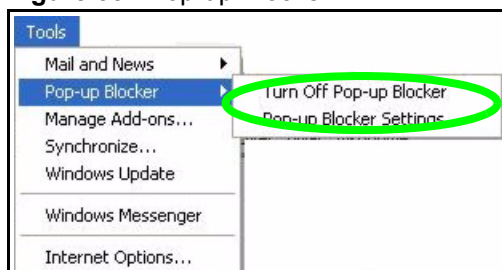 Tools
Mail and News
Pop-up Blocker
Turn Off Pop-up Blocker
Manage Add-ons...
Pop-up Blocker Settings
Synchronize...
Windows Update
Windows Messenger
Internet Options...